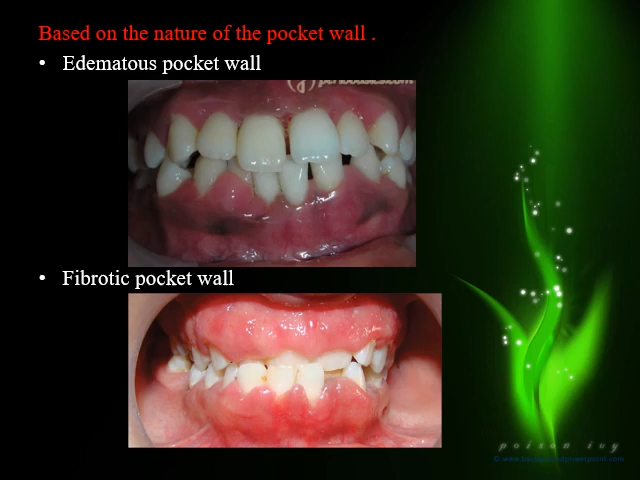 Based on the nature of the pocket wall .
• Edematous pocket wall
• Fibrotic pocket wall
poison ivy